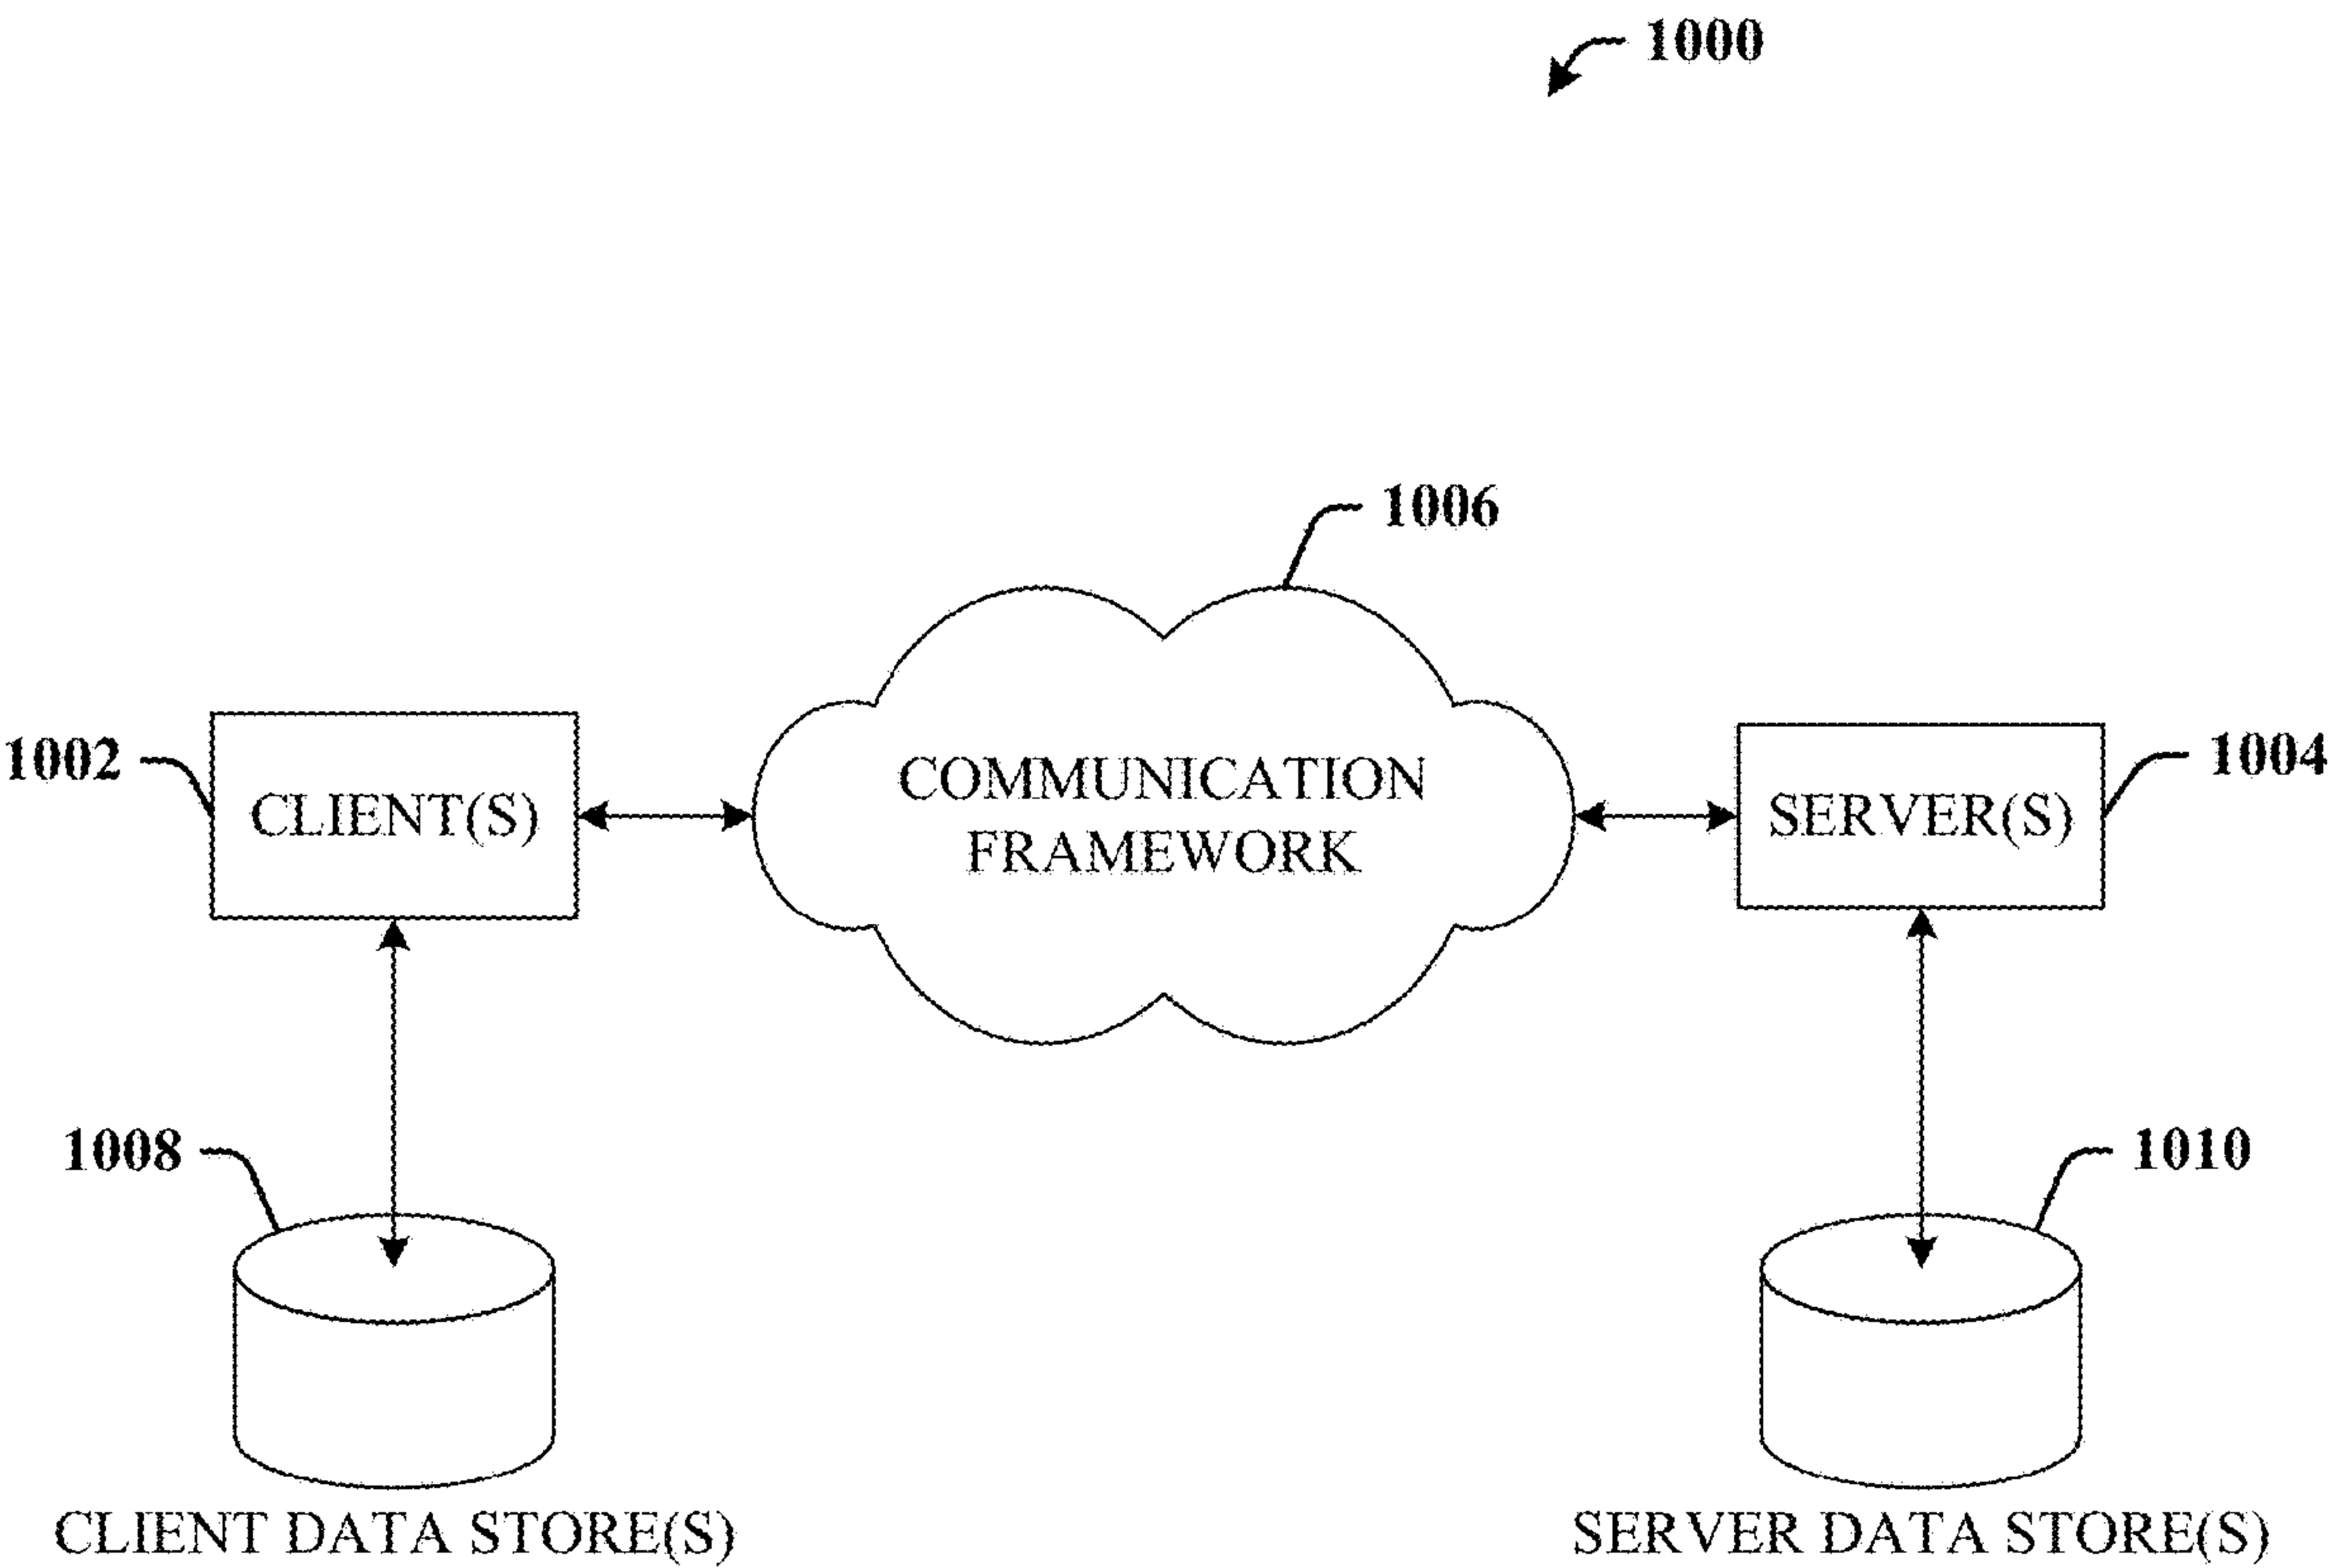 1000
1006
1002
CLIENT(S)
COMMUNICATION
FRAMEWORK
SERVER(S)
1004
1008
1010
CLIENT DATA STORE(S)
SERVER DATA STORE(S)